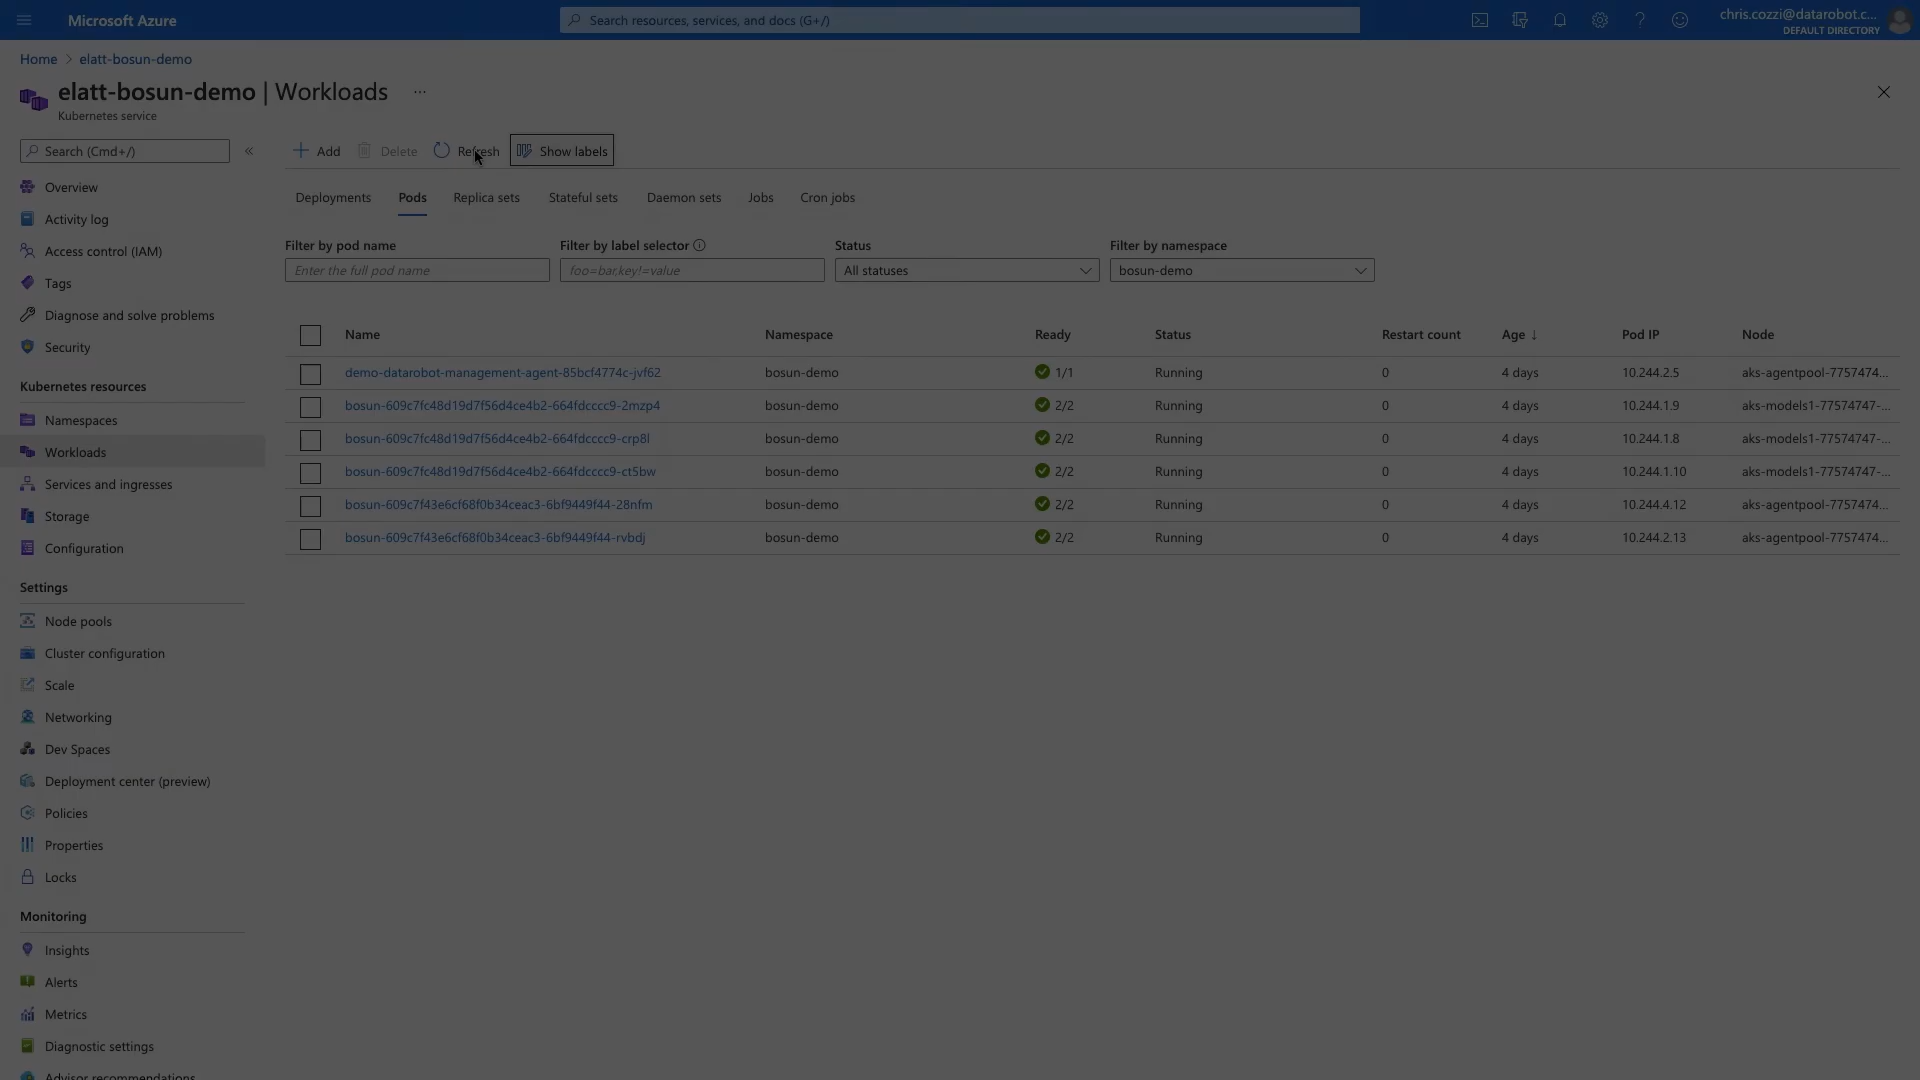 Microsoft Azure
Search resources, services, and docs (G+/)
chris.cozzi@datarobot.c...
DEFAULT DIRECTORY
Home > elatt-bosun-demo
elatt-bosun-demo | Workloads ...
Kubernetes service
Search (Cmd+/) «
Add Delete Refresh Show labels
Overview
Activity log
Access control (IAM)
Tags
Diagnose and solve problems
Security
Kubernetes resources
Namespaces
Workloads
Services and ingresses
Storage
Configuration
Settings
Node pools
Cluster configuration
Scale
Networking
Dev Spaces
Deployment center (preview)
Policies
Properties
Locks
Monitoring
Insights
Alerts
Metrics
Diagnostic settings
Advisor recommendations
Deployments Pods Replica sets Stateful sets Daemon sets Jobs Cron jobs
Filter by pod name Filter by label selector Status Filter by namespace
Enter the full pod name foo=bar,key!=value All statuses bosun-demo
Name Namespace Ready Status Restart count Age ↓ Pod IP Node
demo-datarobot-management-agent-85bcf4774c-jvf62 bosun-demo 1/1 Running 0 4 days 10.244.2.5 aks-agentpool-7757474...
bosun-609c7fc48d19d7f56d4ce4b2-664fdcccc9-2mzp4 bosun-demo 2/2 Running 0 4 days 10.244.1.9 aks-models1-77574747-...
bosun-609c7fc48d19d7f56d4ce4b2-664fdcccc9-crp8l bosun-demo 2/2 Running 0 4 days 10.244.1.8 aks-models1-77574747-...
bosun-609c7fc48d19d7f56d4ce4b2-664fdcccc9-ct5bw bosun-demo 2/2 Running 0 4 days 10.244.1.10 aks-models1-77574747-...
bosun-609c7f43e6cf68f0b34ceac3-6bf9449f44-28nfm bosun-demo 2/2 Running 0 4 days 10.244.4.12 aks-agentpool-7757474...
bosun-609c7f43e6cf68f0b34ceac3-6bf9449f44-rvbdj bosun-demo 2/2 Running 0 4 days 10.244.2.13 aks-agentpool-7757474...